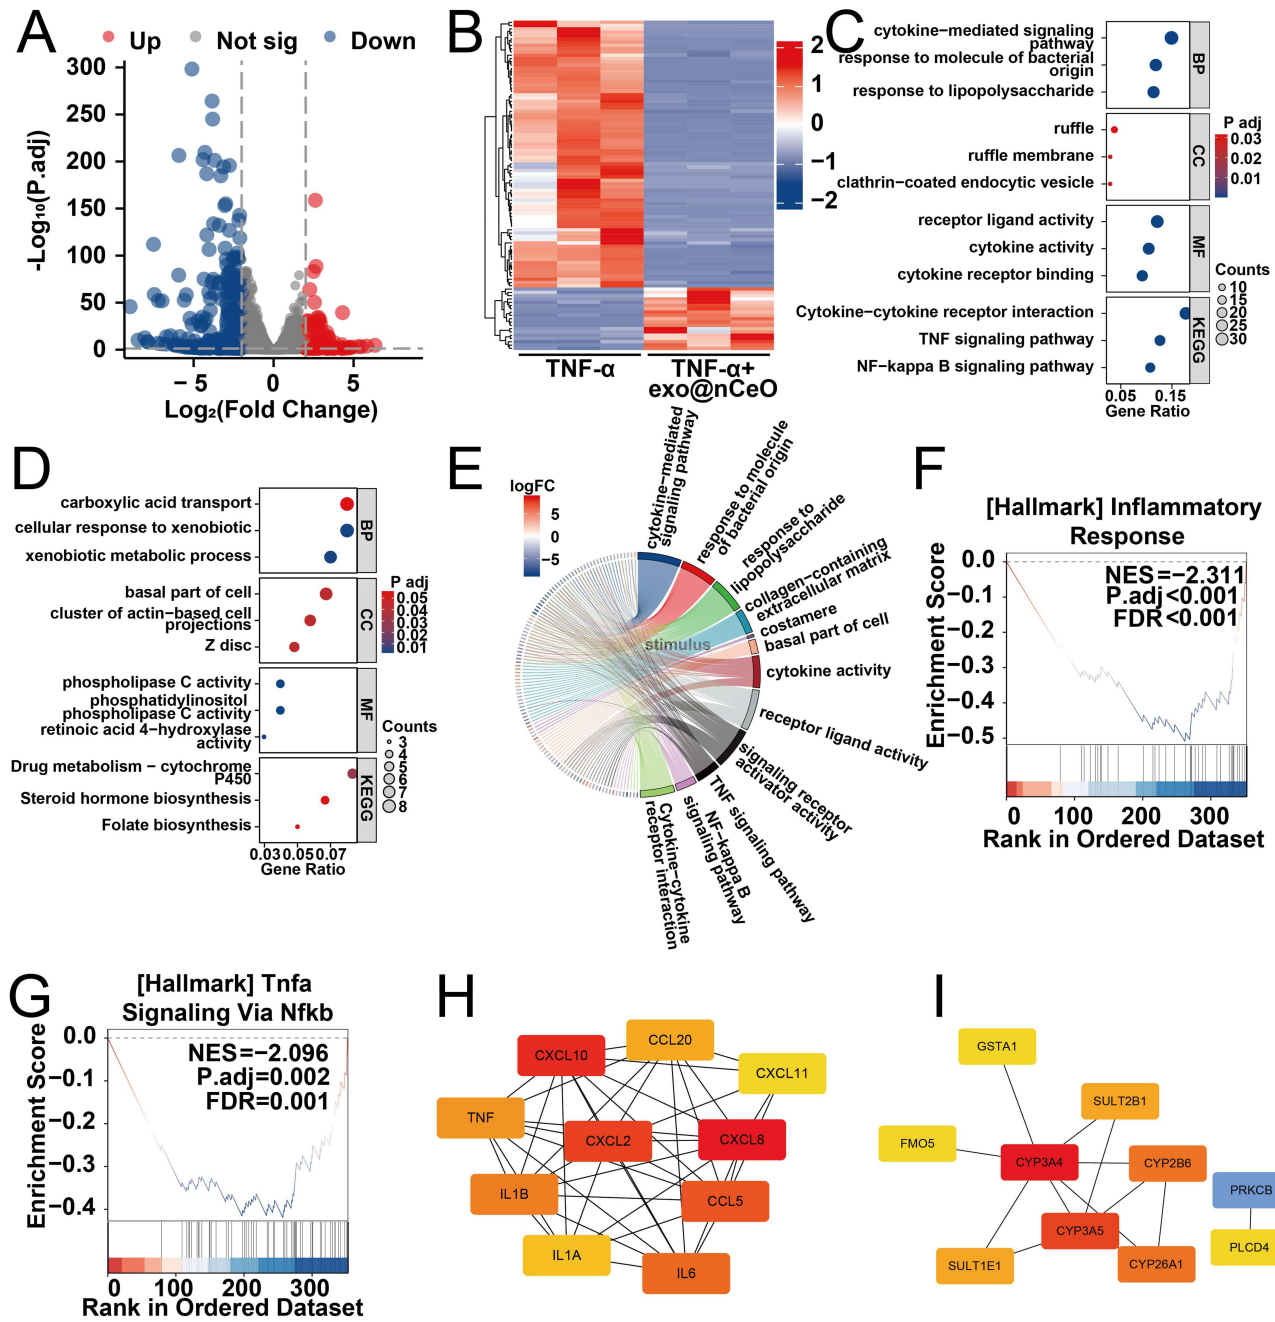 A
Up
Not sig
Down
300
250
200
150
100
50
0
-Log₁₀(P.adj)
−5
0
5
Log₂(Fold Change)
B
2
1
0
−1
−2
TNF-α
TNF-α+
exo@nCeO
C
cytokine−mediated signaling
pathway
response to molecule of bacterial
origin
response to lipopolysaccharide
BP
ruffle
ruffle membrane
clathrin−coated endocytic vesicle
CC
receptor ligand activity
cytokine activity
cytokine receptor binding
MF
Cytokine−cytokine receptor interaction
TNF signaling pathway
NF−kappa B signaling pathway
KEGG
0.05
0.15
Gene Ratio
P adj
0.03
0.02
0.01
Counts
10
15
20
25
30
D
carboxylic acid transport
cellular response to xenobiotic
xenobiotic metabolic process
BP
basal part of cell
cluster of actin−based cell
projections
Z disc
CC
phospholipase C activity
phosphatidylinositol
phospholipase C activity
retinoic acid 4−hydroxylase
activity
MF
Drug metabolism − cytochrome
P450
Steroid hormone biosynthesis
Folate biosynthesis
KEGG
0.03
0.05
0.07
Gene Ratio
P adj
0.05
0.04
0.03
0.02
0.01
Counts
3
4
5
6
7
8
E
logFC
5
0
−5
cytokine−mediated
signaling pathway
response to molecule
of bacterial origin
response to
lipopolysaccharide
collagen−containing
extracellular matrix
costamere
basal part of cell
cytokine activity
receptor ligand activity
signaling receptor
activator activity
TNF signaling pathway
NF−kappa B
signaling pathway
Cytokine−cytokine
receptor interaction
stimulus
F
[Hallmark] Inflammatory
Response
NES=−2.311
P.adj<0.001
FDR<0.001
0.0
−0.1
−0.2
−0.3
−0.4
−0.5
Enrichment Score
0
100
200
300
Rank in Ordered Dataset
G
[Hallmark] Tnfa
Signaling Via Nfkb
NES=−2.096
P.adj=0.002
FDR=0.001
0.0
−0.1
−0.2
−0.3
−0.4
Enrichment Score
0
100
200
300
Rank in Ordered Dataset
H
CCL20
CXCL10
CXCL11
TNF
CXCL2
CXCL8
IL1B
CCL5
IL1A
IL6
I
GSTA1
SULT2B1
FMO5
CYP3A4
CYP2B6
PRKCB
CYP3A5
PLCD4
SULT1E1
CYP26A1